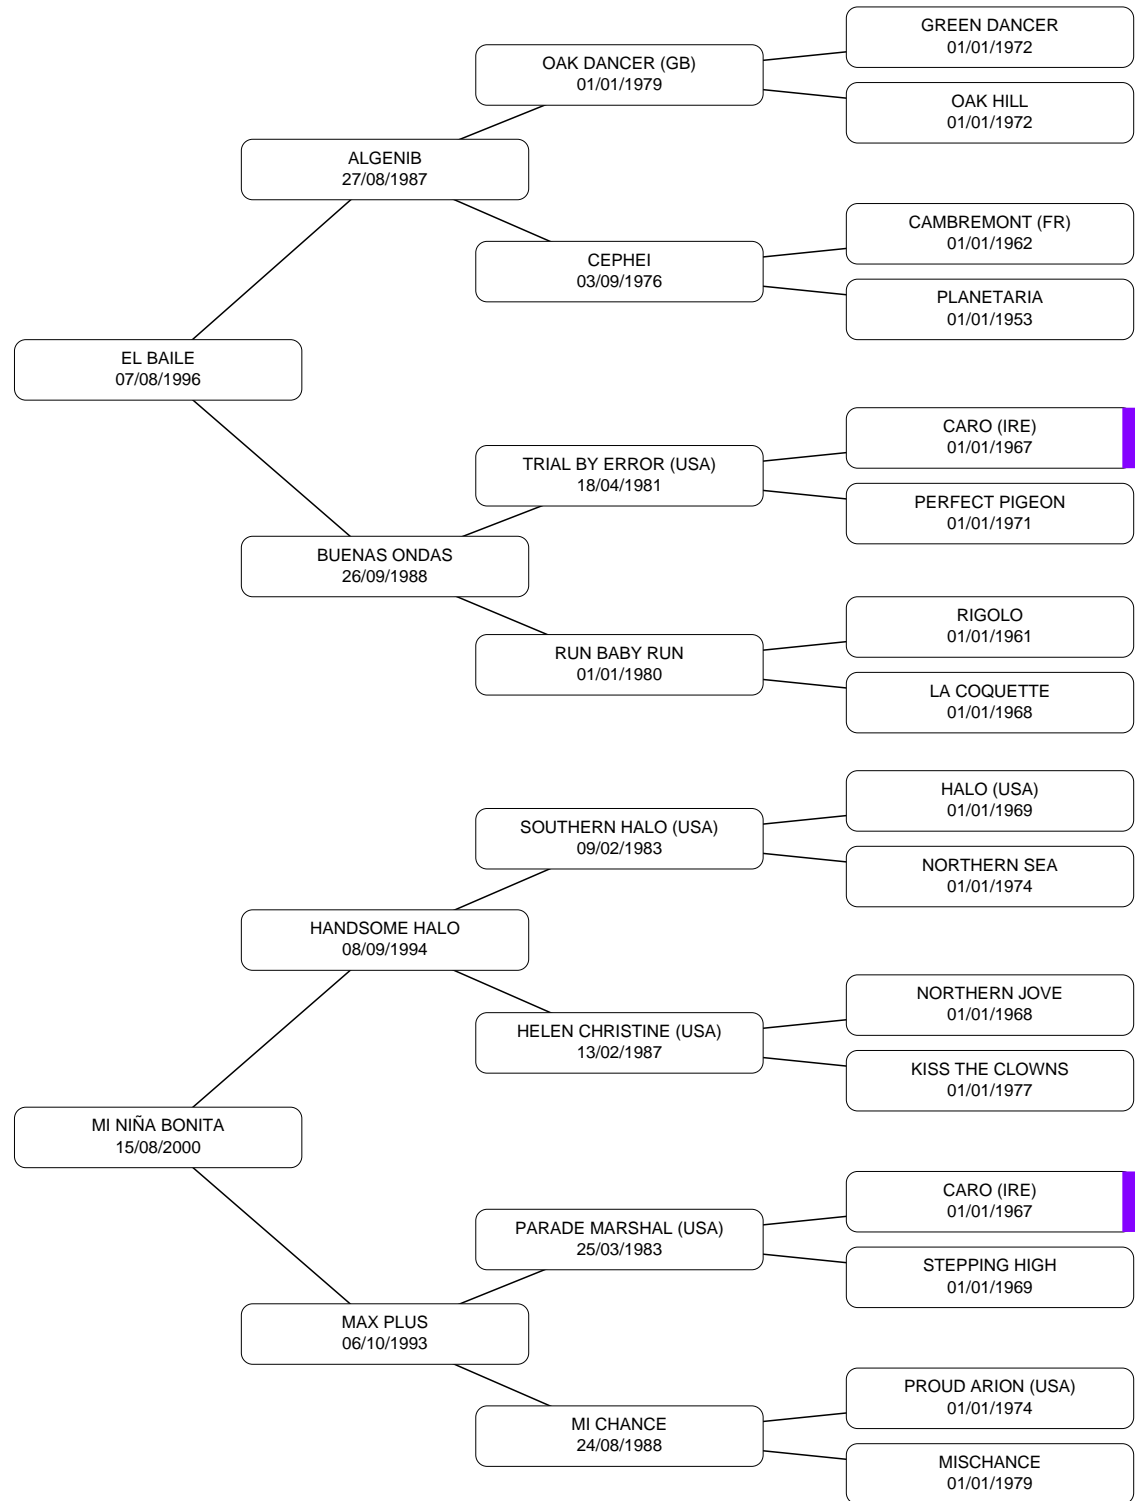 GREEN DANCER
01/01/1972
OAK DANCER (GB)
01/01/1979
OAK HILL
01/01/1972
ALGENIB
27/08/1987
CAMBREMONT (FR)
01/01/1962
CEPHEI
03/09/1976
PLANETARIA
01/01/1953
EL BAILE
07/08/1996
CARO (IRE)
01/01/1967
TRIAL BY ERROR (USA)
18/04/1981
PERFECT PIGEON
01/01/1971
BUENAS ONDAS
26/09/1988
RIGOLO
01/01/1961
RUN BABY RUN
01/01/1980
LA COQUETTE
01/01/1968
HALO (USA)
01/01/1969
SOUTHERN HALO (USA)
09/02/1983
NORTHERN SEA
01/01/1974
HANDSOME HALO
08/09/1994
NORTHERN JOVE
01/01/1968
HELEN CHRISTINE (USA)
13/02/1987
KISS THE CLOWNS
01/01/1977
MI NIÑA BONITA
15/08/2000
CARO (IRE)
01/01/1967
PARADE MARSHAL (USA)
25/03/1983
STEPPING HIGH
01/01/1969
MAX PLUS
06/10/1993
PROUD ARION (USA)
01/01/1974
MI CHANCE
24/08/1988
MISCHANCE
01/01/1979